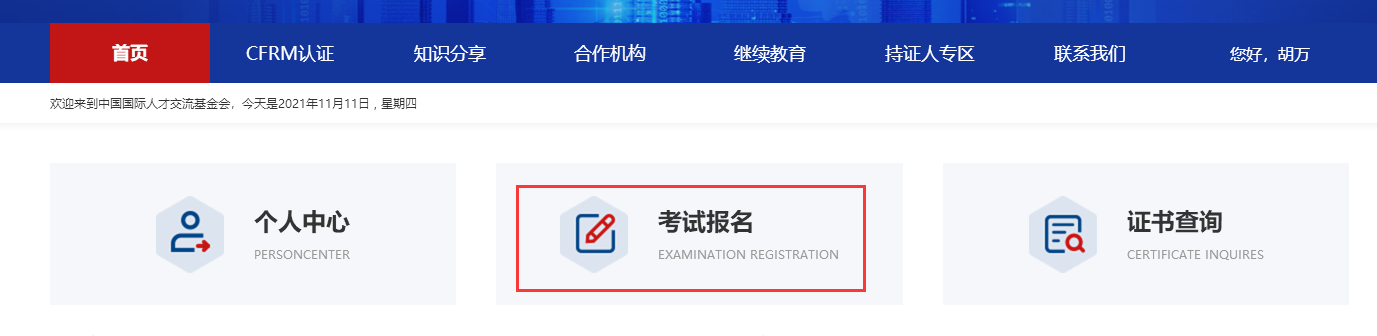 首页 CFRM认证 知识分享 合作机构 继续教育 持证人专区 联系我们 您好，胡万
欢迎来到中国国际人才交流基金会，今天是2021年11月11日，星期四
个人中心
PERSONCENTER
考试报名
EXAMINATION REGISTRATION
证书查询
CERTIFICATE INQUIRES